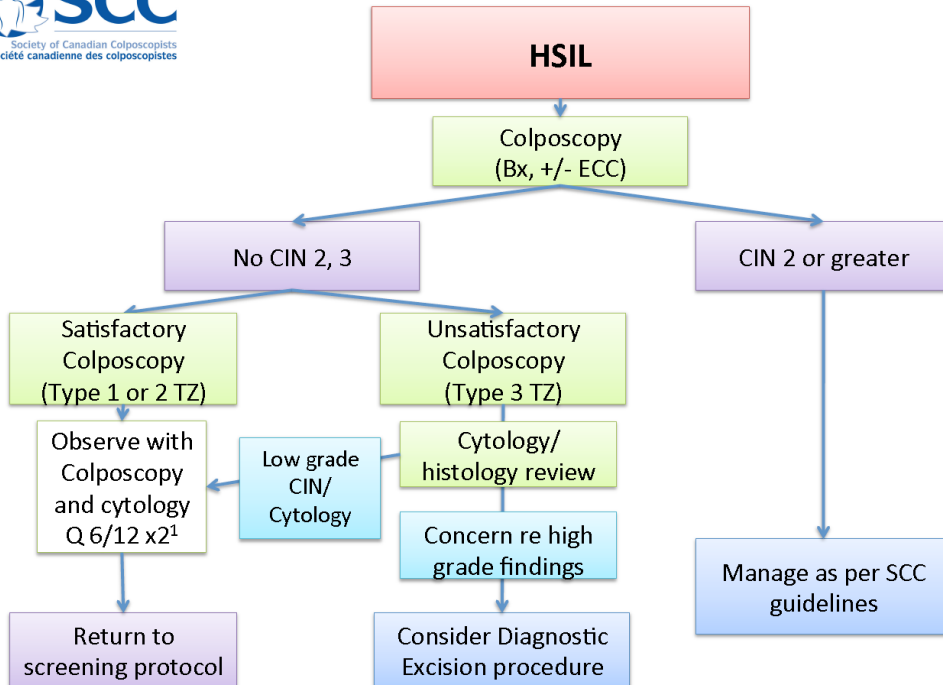 SCC
Society of Canadian Colposcopists
ciété canadienne des colposcopistes
HSIL
Colposcopy
(Bx, +/- ECC)
No CIN 2, 3
CIN 2 or greater
Satisfactory
Colposcopy
(Type 1 or 2 TZ)
Unsatisfactory
Colposcopy
(Type 3 TZ)
Observe with
Colposcopy
and cytology
Q 6/12 x2¹
Low grade
CIN/
Cytology
Cytology/
histology review
Concern re high
grade findings
Manage as per SCC
guidelines
Return to
screening protocol
Consider Diagnostic
Excision procedure